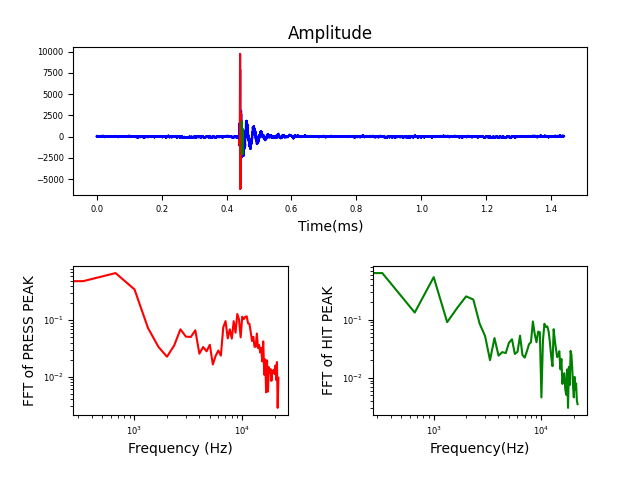 Amplitude
10000
7500
5000
2500
0
−2500
−5000
0.0 0.2 0.4 0.6 0.8 1.0 1.2 1.4
Time(ms)
FFT of PRESS PEAK
10⁻¹
10⁻²
10³ 10⁴
Frequency (Hz)
FFT of HIT PEAK
10⁻¹
10⁻²
10³ 10⁴
Frequency(Hz)